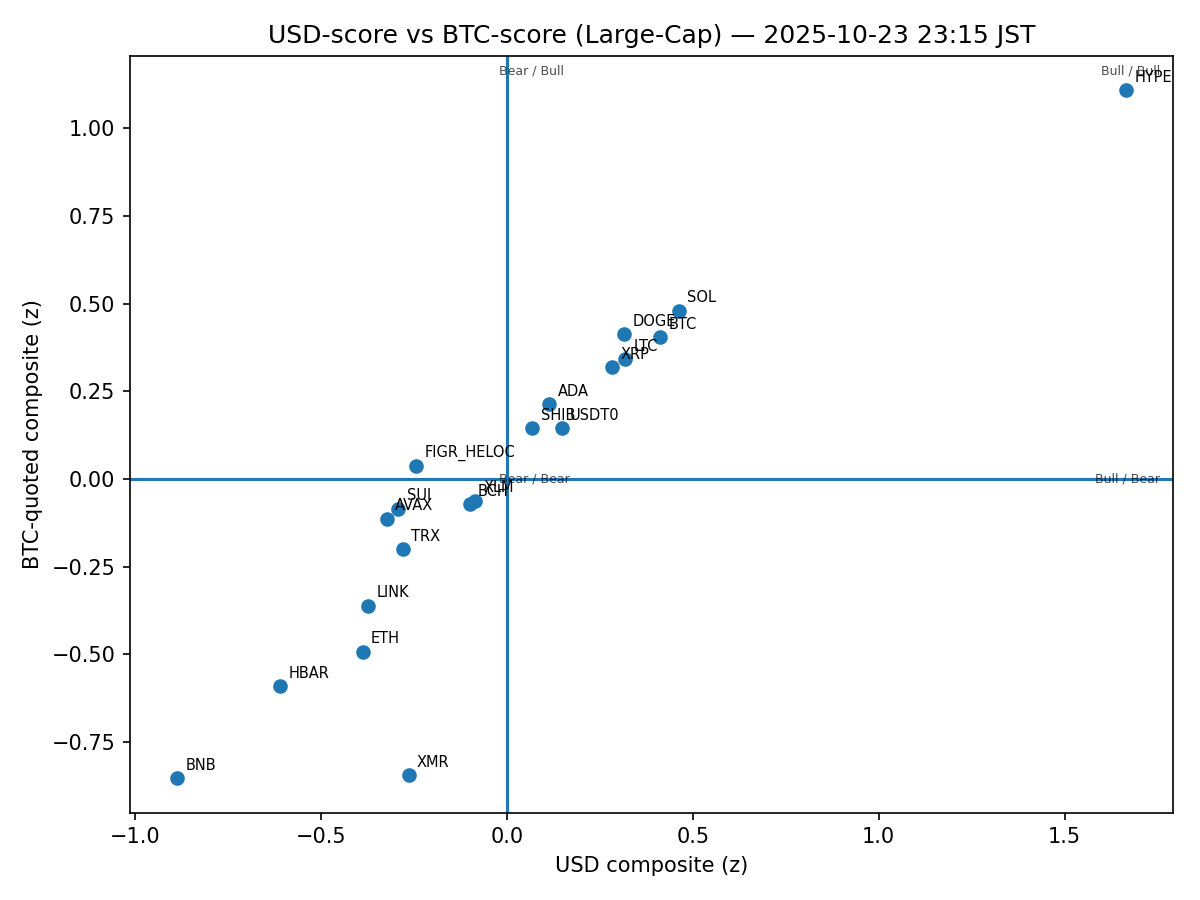 USD-score vs BTC-score (Large-Cap) — 2025-10-23 23:15 JST
Bear / Bull
Bull / Bull
HYPE
1.00
0.75
0.50
0.25
0.00
−0.25
−0.50
−0.75
BTC-quoted composite (z)
SOL
DOGE
BTC
LTC
XRP
ADA
SHIB
USDT0
FIGR_HELOC
Bear / Bear
Bull / Bear
XLM
BCH
SUI
AVAX
TRX
LINK
ETH
HBAR
XMR
BNB
−1.0
−0.5
0.0
0.5
1.0
1.5
USD composite (z)